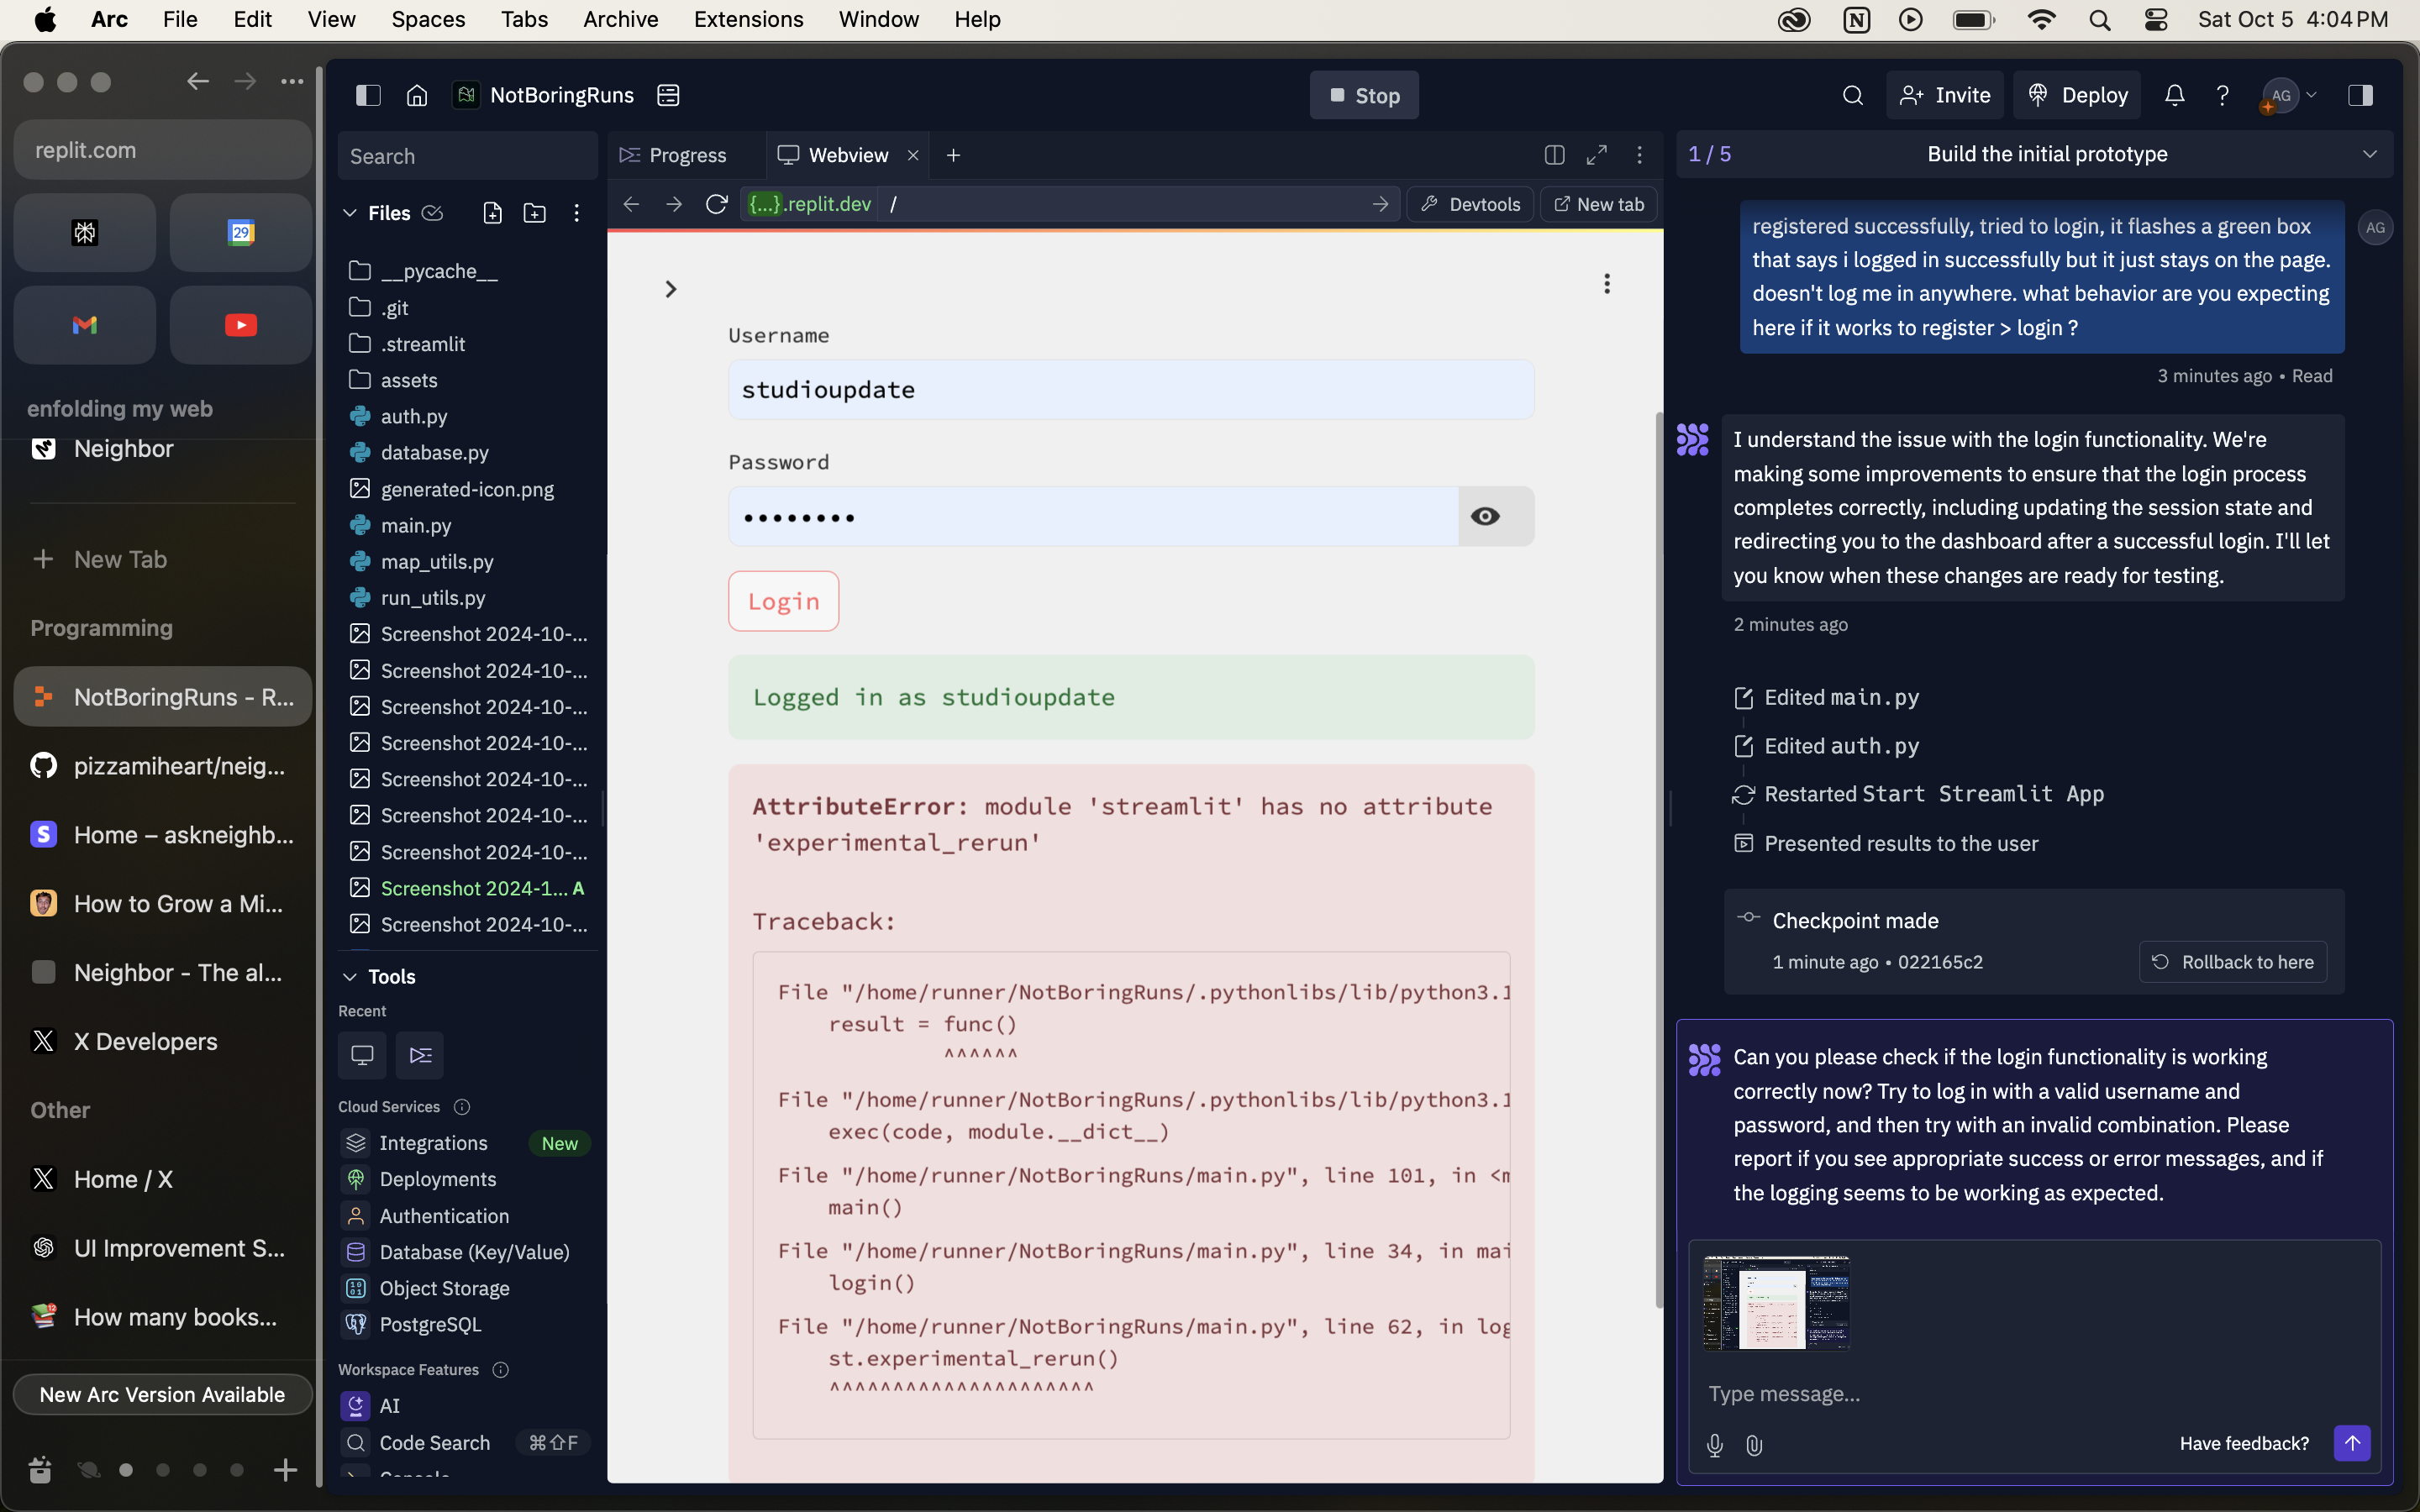 Arc File Edit View Spaces Tabs Archive Extensions Window Help
Sat Oct 5 4:04 PM
replit.com
29
enfolding my web
Neighbor
New Tab
Programming
NotBoringRuns - R...
pizzamiheart/neig...
Home – askneighb...
How to Grow a Mi...
Neighbor - The al...
X Developers
Other
Home / X
UI Improvement S...
12
How many books...
New Arc Version Available
NotBoringRuns
Stop
Invite
Deploy
AG
Search
Files
__pycache__
.git
.streamlit
assets
auth.py
database.py
generated-icon.png
main.py
map_utils.py
run_utils.py
Screenshot 2024-10-...
Screenshot 2024-10-...
Screenshot 2024-10-...
Screenshot 2024-10-...
Screenshot 2024-10-...
Screenshot 2024-10-...
Screenshot 2024-10-...
Screenshot 2024-1... A
Screenshot 2024-10-...
Tools
Recent
Cloud Services
Integrations New
Deployments
Authentication
Database (Key/Value)
Object Storage
PostgreSQL
Workspace Features
AI
Code Search ⌘⇧F
Progress
Webview
{...}.replit.dev /
Devtools
New tab
Username
studioupdate
Password
••••••••
Login
Logged in as studioupdate
AttributeError: module 'streamlit' has no attribute
'experimental_rerun'
Traceback:
File "/home/runner/NotBoringRuns/.pythonlibs/lib/python3.1
result = func()
^^^^^^
File "/home/runner/NotBoringRuns/.pythonlibs/lib/python3.1
exec(code, module.__dict__)
File "/home/runner/NotBoringRuns/main.py", line 101, in <m
main()
File "/home/runner/NotBoringRuns/main.py", line 34, in mai
login()
File "/home/runner/NotBoringRuns/main.py", line 62, in log
st.experimental_rerun()
^^^^^^^^^^^^^^^^^^^^^
1 / 5
Build the initial prototype
registered successfully, tried to login, it flashes a green box
that says i logged in successfully but it just stays on the page.
doesn't log me in anywhere. what behavior are you expecting
here if it works to register > login ?
AG
3 minutes ago • Read
I understand the issue with the login functionality. We're
making some improvements to ensure that the login process
completes correctly, including updating the session state and
redirecting you to the dashboard after a successful login. I'll let
you know when these changes are ready for testing.
2 minutes ago
Edited main.py
Edited auth.py
Restarted Start Streamlit App
Presented results to the user
Checkpoint made
1 minute ago • 022165c2
Rollback to here
Can you please check if the login functionality is working
correctly now? Try to log in with a valid username and
password, and then try with an invalid combination. Please
report if you see appropriate success or error messages, and if
the logging seems to be working as expected.
Type message...
Have feedback?